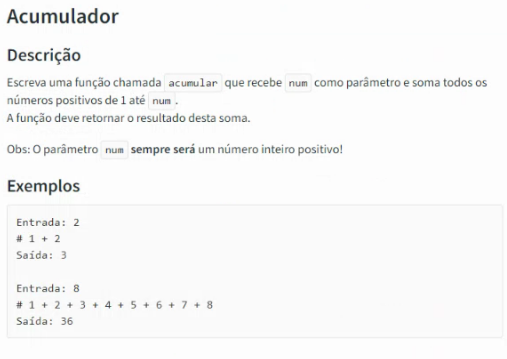 Acumulador
Descrição
Escreva uma função chamada acumular que recebe num como parâmetro e soma todos os
números positivos de 1 até num.
A função deve retornar o resultado desta soma.
Obs: O parâmetro num sempre será um número inteiro positivo!
Exemplos
Entrada: 2
# 1 + 2
Saída: 3
Entrada: 8
# 1 + 2 + 3 + 4 + 5 + 6 + 7 + 8
Saída: 36